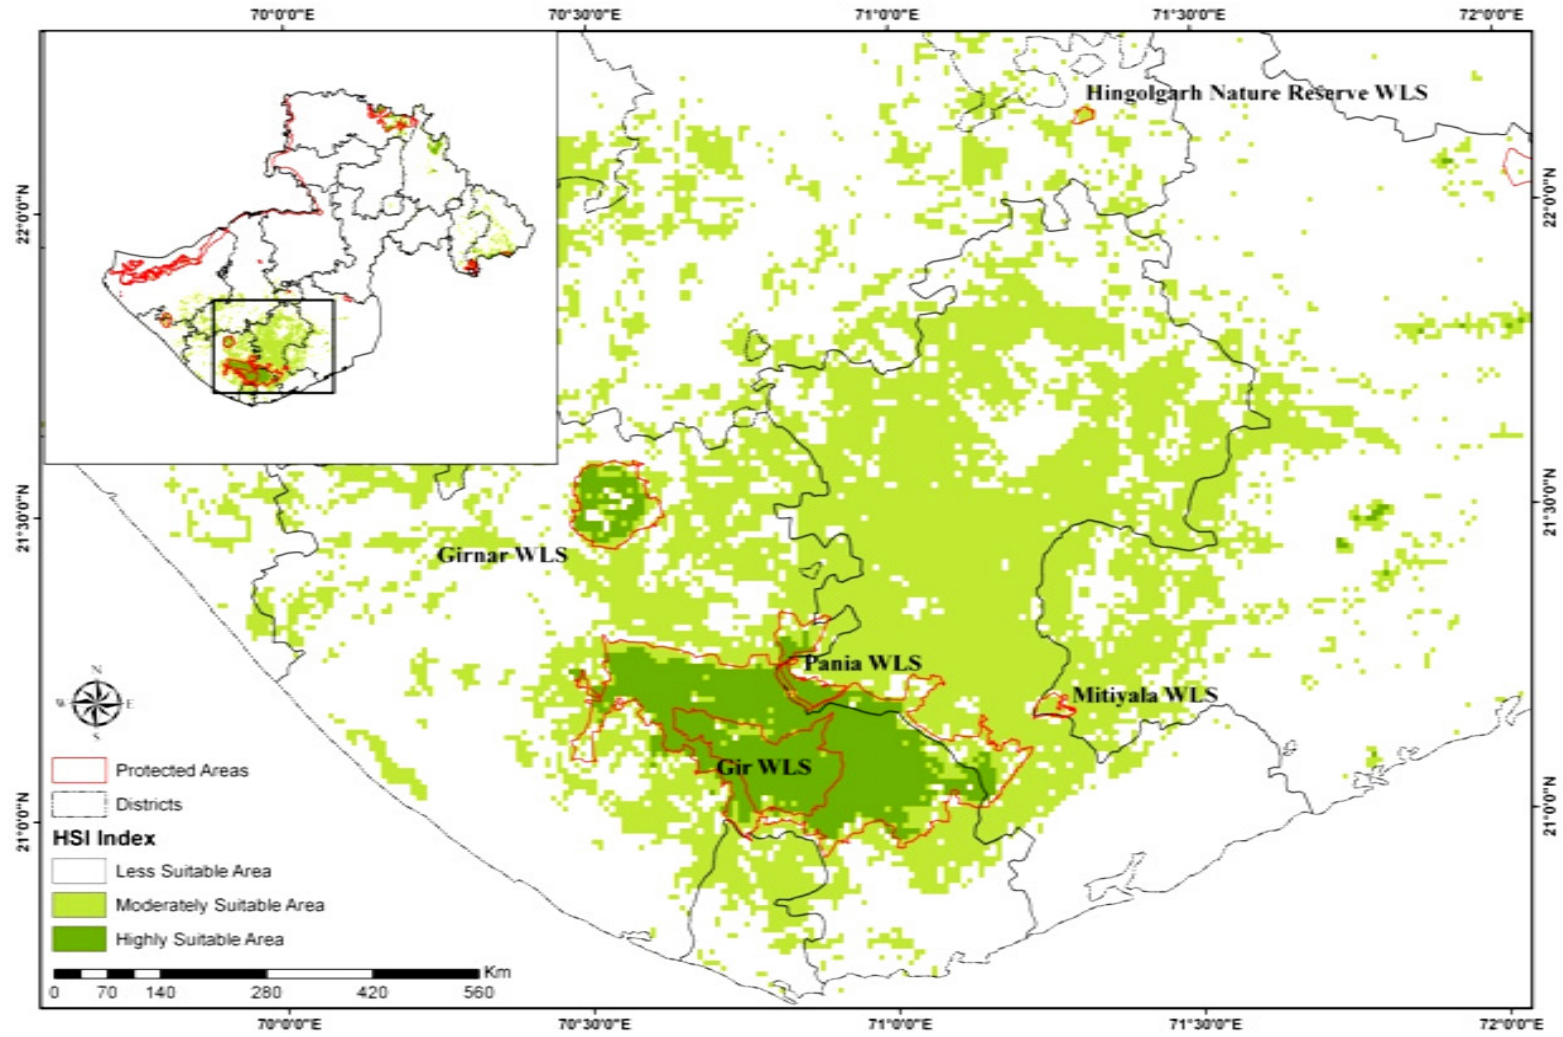 70°0'0"E
70°30'0"E
71°0'0"E
71°30'0"E
72°0'0"E
Hingolgarh Nature Reserve WLS
22°0'0"N
22°0'0"N
21°30'0"N
21°30'0"N
Girnar WLS
Pania WLS
Mitiyala WLS
Gir WLS
N
W
E
S
Protected Areas
Districts
HSI Index
Less Suitable Area
Moderately Suitable Area
Highly Suitable Area
21°0'0"N
21°0'0"N
Km
0 70 140 280 420 560
70°0'0"E
70°30'0"E
71°0'0"E
71°30'0"E
72°0'0"E